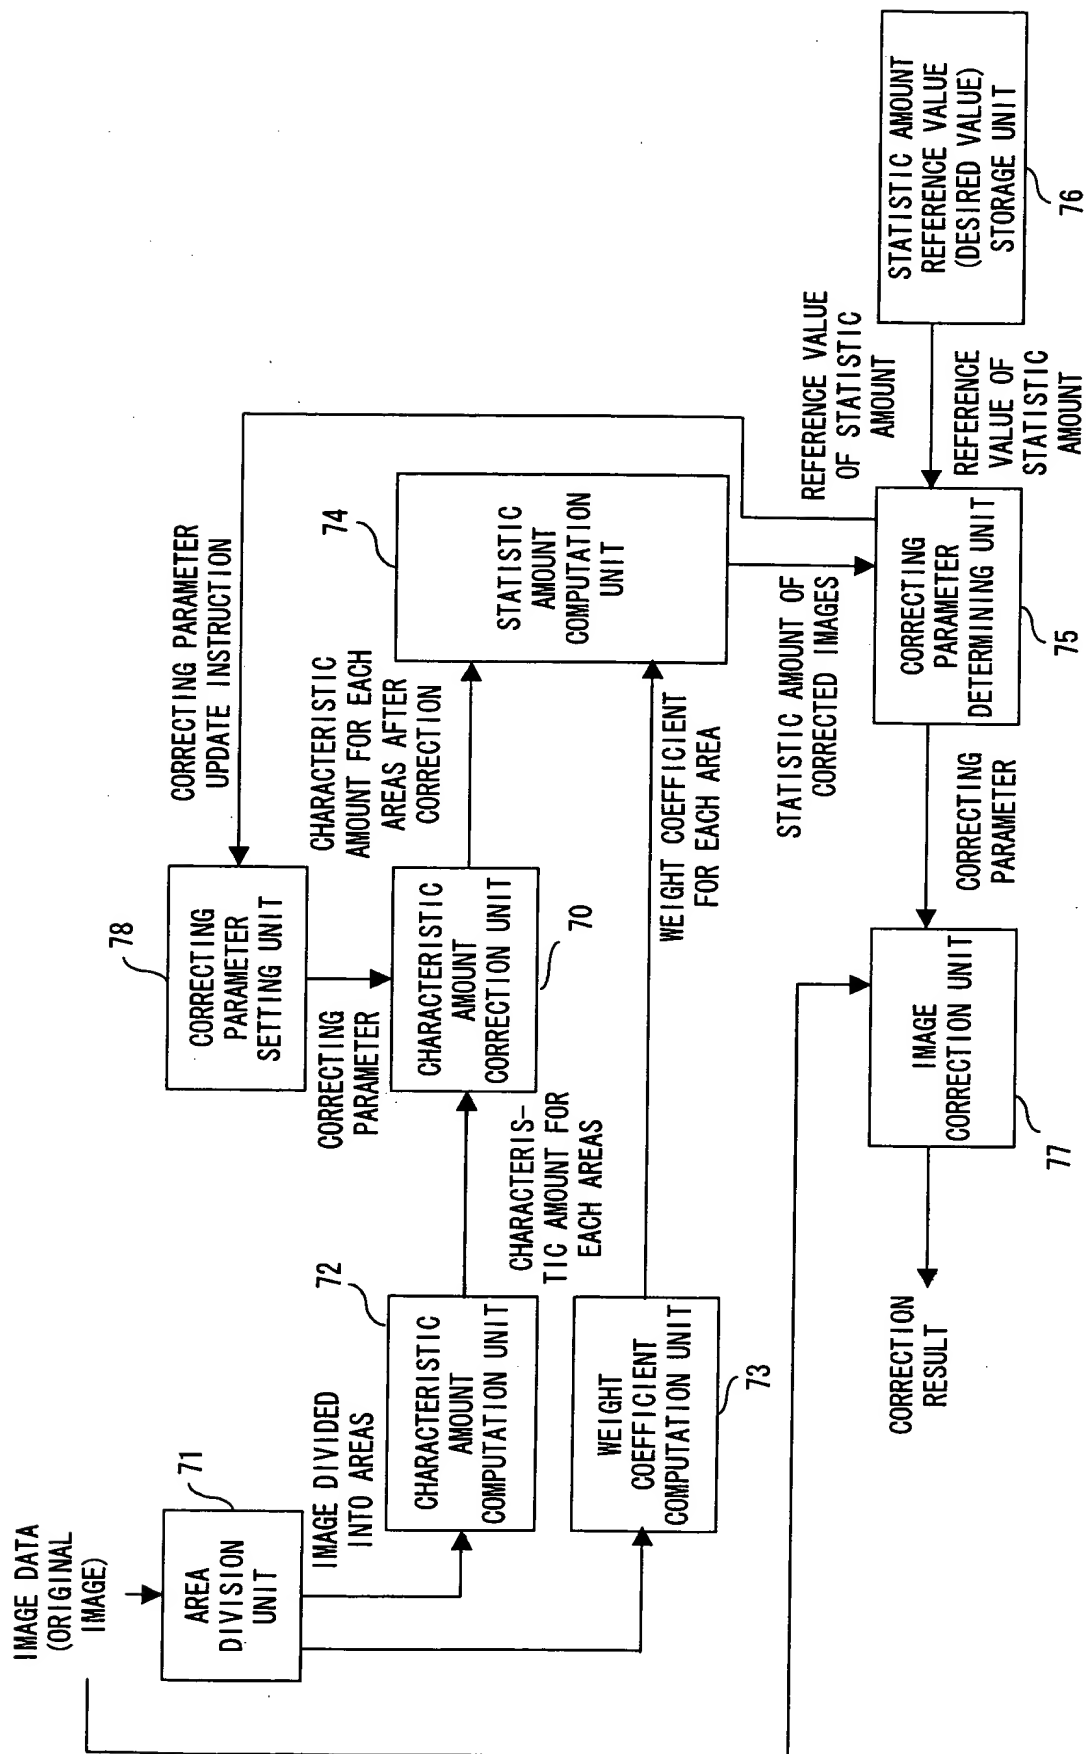 IMAGE DATA
(ORIGINAL
IMAGE)
71
AREA
DIVISION
UNIT
IMAGE DIVIDED
INTO AREAS
72
CHARACTERISTIC
AMOUNT
COMPUTATION UNIT
WEIGHT
COEFFICIENT
COMPUTATION UNIT
73
CHARACTERIS-
TIC AMOUNT FOR
EACH AREAS
78
CORRECTING
PARAMETER
SETTING UNIT
CORRECTING
PARAMETER
CHARACTERISTIC
AMOUNT
CORRECTION UNIT
70
CORRECTING PARAMETER
UPDATE INSTRUCTION
CHARACTERISTIC
AMOUNT FOR EACH
AREAS AFTER
CORRECTION
WEIGHT COEFFICIENT
FOR EACH AREA
74
STATISTIC
AMOUNT
COMPUTATION
UNIT
STATISTIC AMOUNT OF
CORRECTED IMAGES
REFERENCE VALUE
OF STATISTIC
AMOUNT
STATISTIC AMOUNT
REFERENCE VALUE
(DESIRED VALUE)
STORAGE UNIT
76
REFERENCE
VALUE OF
STATISTIC
AMOUNT
CORRECTING
PARAMETER
DETERMINING UNIT
75
CORRECTING
PARAMETER
IMAGE
CORRECTION UNIT
77
CORRECTION
RESULT